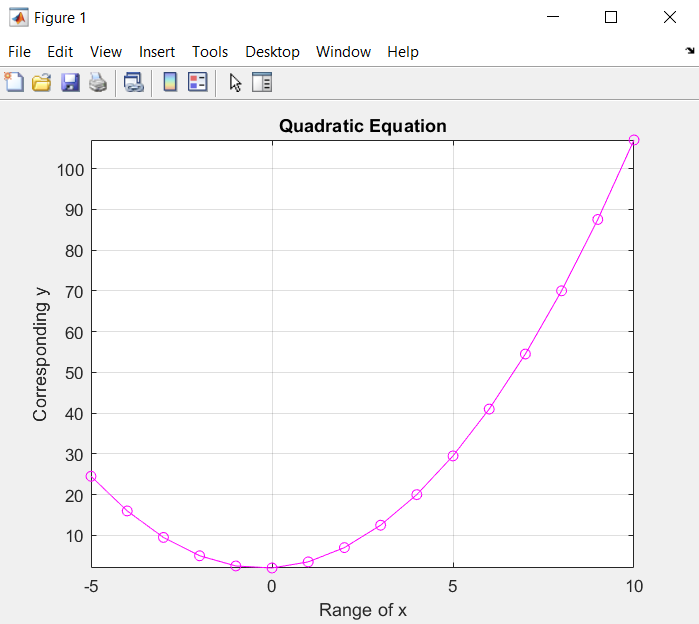 Figure 1
File Edit View Insert Tools Desktop Window Help
Quadratic Equation
100
90
80
70
60
50
40
30
20
10
Corresponding y
-5 0 5 10
Range of x